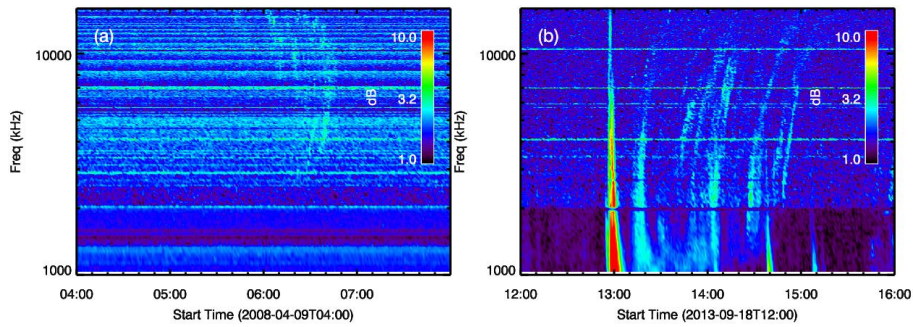 (a)
10000
10.0
dB
3.2
1.0
Freq (kHz)
1000
04:00 05:00 06:00 07:00
Start Time (2008-04-09T04:00)
(b)
10000
10.0
dB
3.2
1.0
Freq (kHz)
1000
12:00 13:00 14:00 15:00 16:00
Start Time (2013-09-18T12:00)